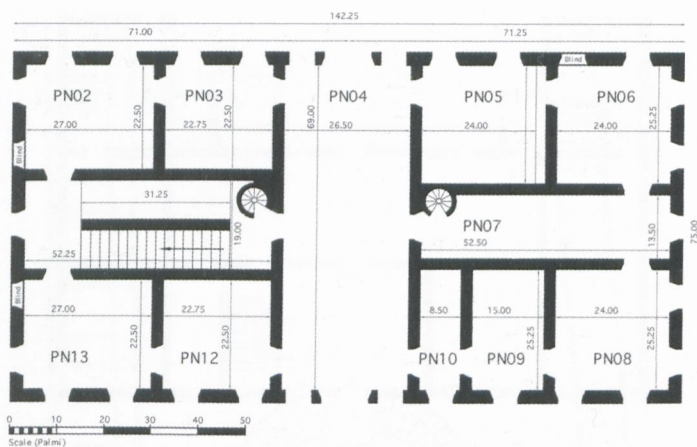 142.25
71.00 71.25
Blind
PN02 PN03 PN04 PN05 PN06
22.50 22.50 69.00 25.25
27.00 22.75 26.50 24.00 24.00
Blind
31.25
19.00
PN07
52.25 52.50 13.50 75.00
Blind
27.00 22.75 8.50 15.00 24.00
22.50 22.50 25.25 25.25
PN13 PN12 PN10 PN09 PN08
0 10 20 30 40 50
Scale (Palmi)